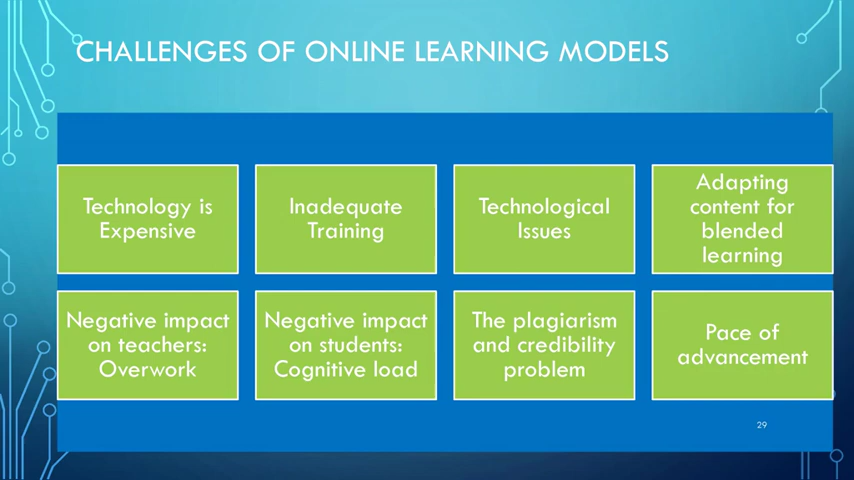 CHALLENGES OF ONLINE LEARNING MODELS
Technology is
Expensive
Inadequate
Training
Technological
Issues
Adapting
content for
blended
learning
Negative impact
on teachers:
Overwork
Negative impact
on students:
Cognitive load
The plagiarism
and credibility
problem
Pace of
advancement
29